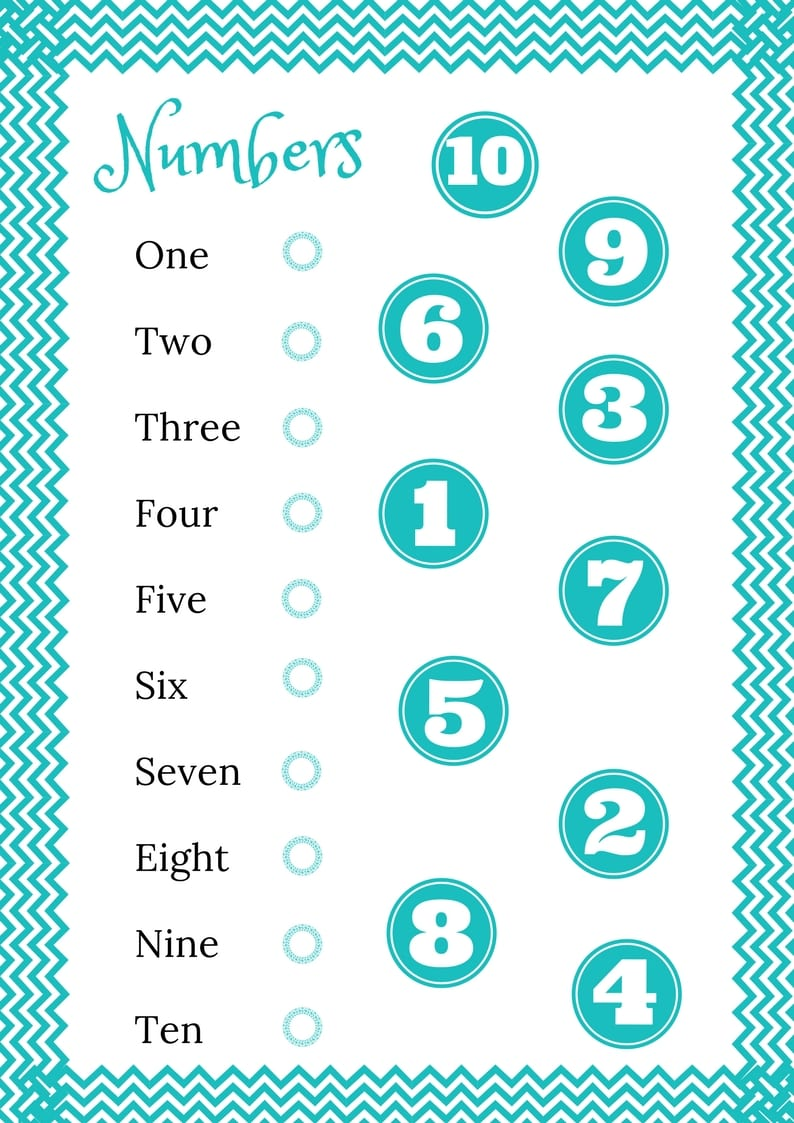 Numbers
One
Two
Three
Four
Five
Six
Seven
Eight
Nine
Ten
10
9
6
3
1
7
5
2
8
4